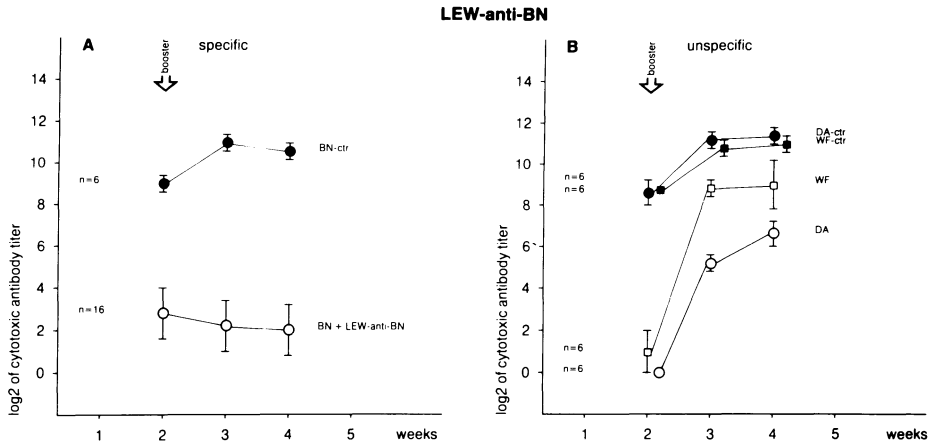 LEW-anti-BN
A
booster
specific
14
12
10
8
6
4
2
0
BN-ctr
n=6
n=16
BN + LEW-anti-BN
log2 of cytotoxic antibody titer
1 2 3 4 5 weeks
B
booster
unspecific
14
12
10
8
6
4
2
0
DA-ctr
WF-ctr
n=6
n=6
WF
DA
n=6
n=6
log2 of cytotoxic antibody titer
1 2 3 4 5 weeks